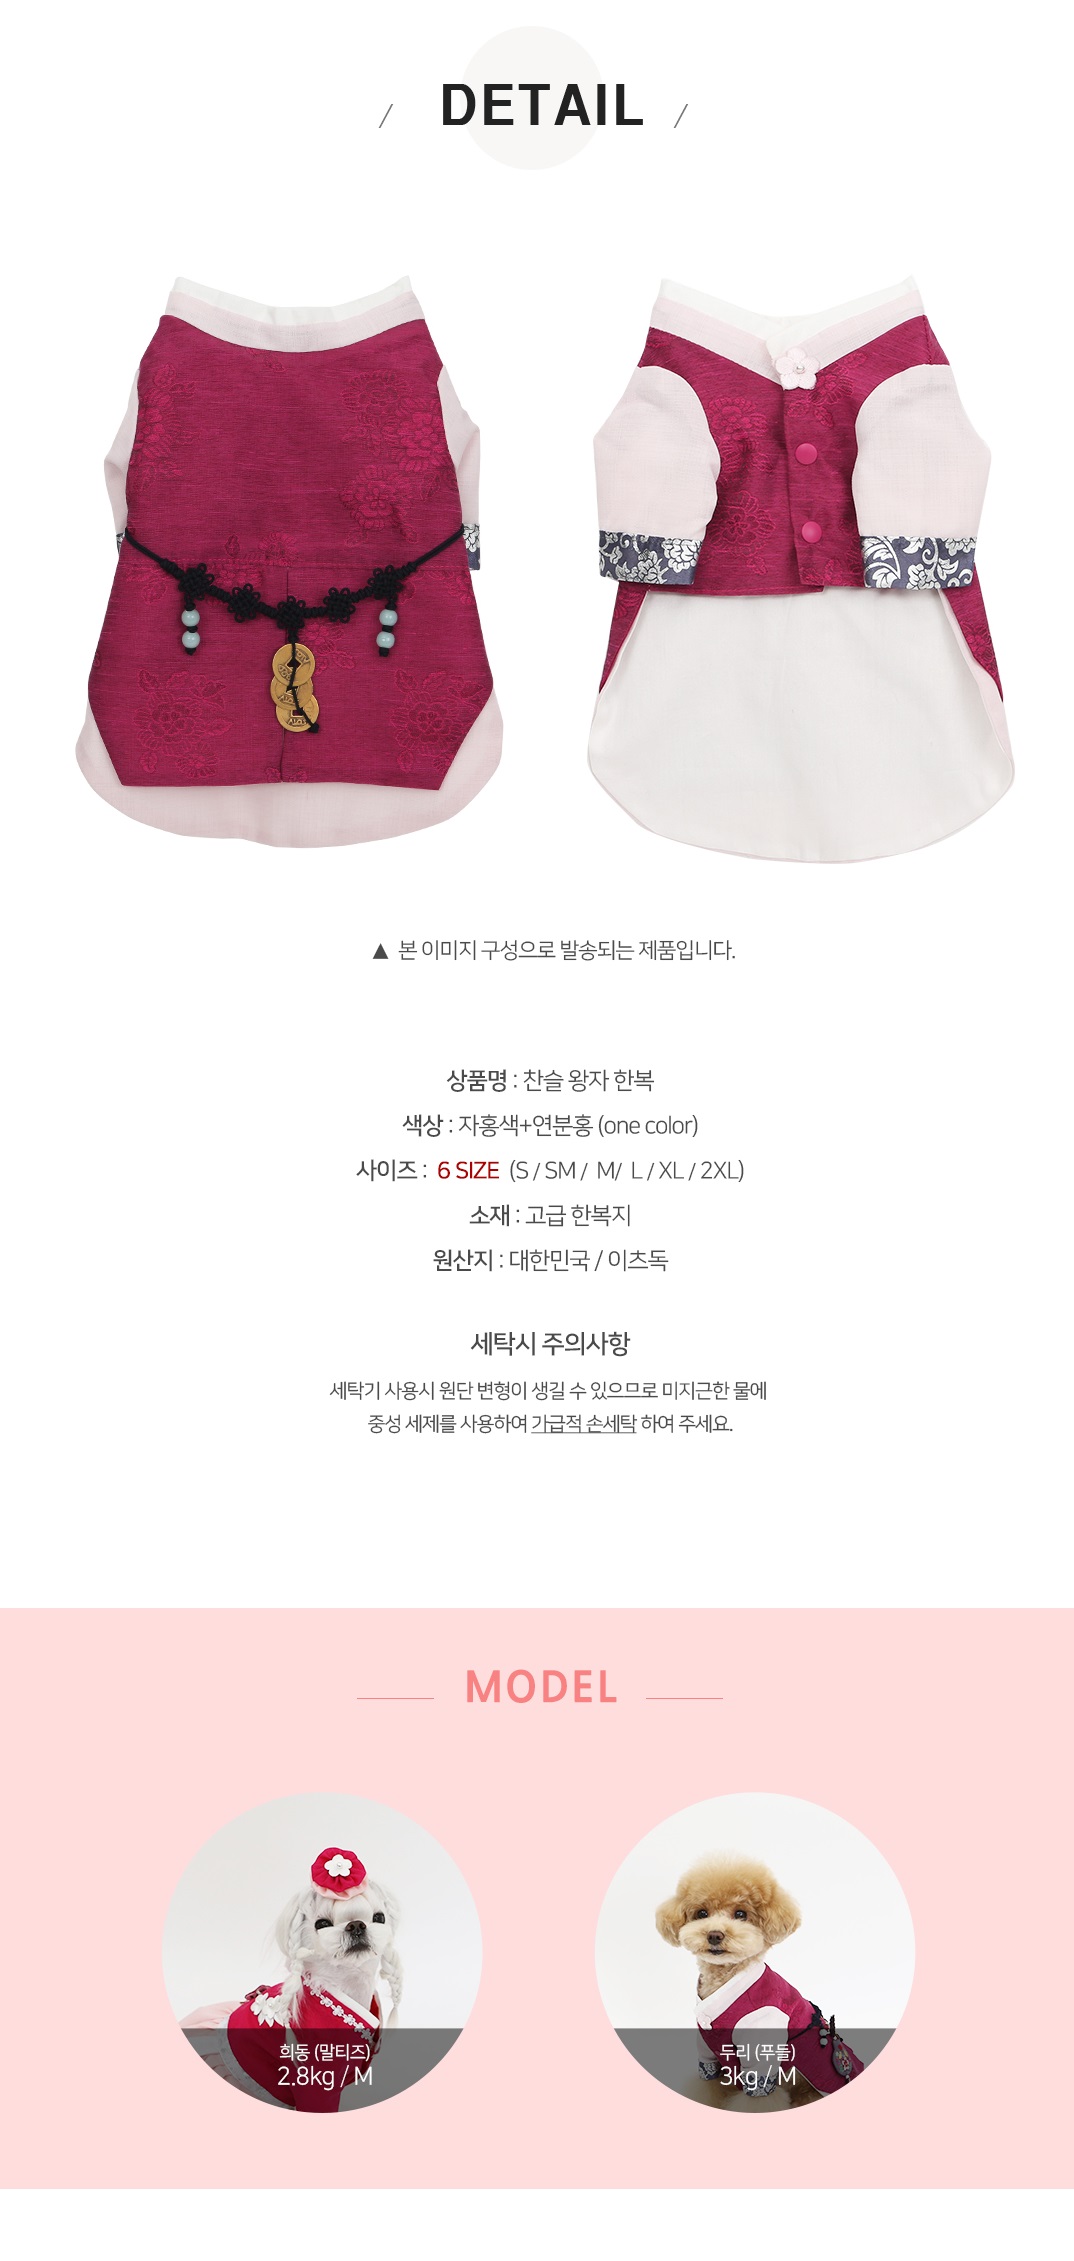 / DETAIL /
▲ 본 이미지 구성으로 발송되는 제품입니다.
상품명 : 찬슬 왕자 한복
색상 : 자홍색+연분홍 (one color)
사이즈 : 6 SIZE (S / SM / M/ L / XL / 2XL)
소재 : 고급 한복지
원산지 : 대한민국 / 이츠독
세탁시 주의사항
세탁기 사용시 원단 변형이 생길 수 있으므로 미지근한 물에
중성 세제를 사용하여 가급적 손세탁 하여 주세요.
MODEL
희동 (말티즈)
2.8kg / M
두리 (푸들)
3kg / M